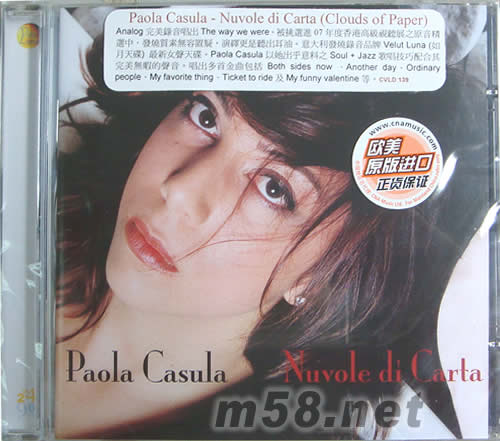 Paola Casula - Nuvole di Carta (Clouds of Paper)
Analog 完美錄音唱出 The way we were、被挑選進 07 年度香港高級視聽展之原音精
選中，發燒質素無容置疑，演繹更是聽出耳油。意大利發燒錄音品牌 Velut Luna (如
月天碟) 最新女聲天碟。Paola Casula 以她出乎意料之 Soul + Jazz 歌唱技巧配合其
完美無暇的聲音，唱出多首金曲包括 Both sides now、Another day、Ordinary
people、My favorite thing、Ticket to ride 及 My funny valentine 等。CVLD 139
www.cnamusic.com
欧美
原版进口
正货保证
Paola Casula
Nuvole di Carta
24
96
m58.net